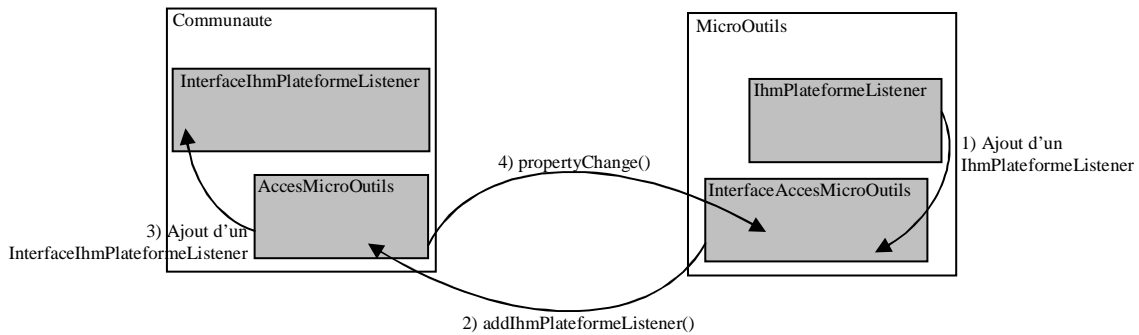 Communaute
InterfaceIhmPlateformeListener
AccesMicroOutils
3) Ajout d'un
InterfaceIhmPlateformeListener
4) propertyChange()
2) addIhmPlateformeListener()
MicroOutils
IhmPlateformeListener
InterfaceAccesMicroOutils
1) Ajout d'un
IhmPlateformeListener